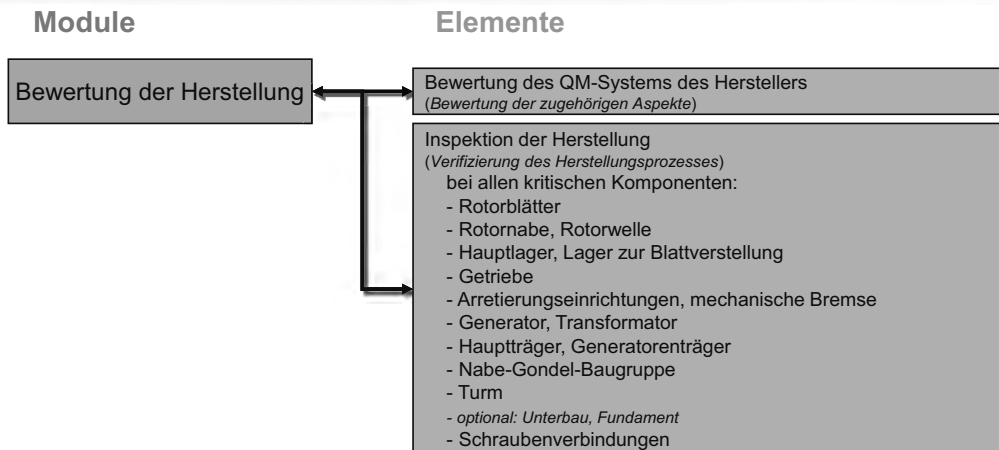 Module
Elemente
Bewertung der Herstellung
Bewertung des QM-Systems des Herstellers
(Bewertung der zugehörigen Aspekte)
Inspektion der Herstellung
(Verifizierung des Herstellungsprozesses)
bei allen kritischen Komponenten:
- Rotorblätter
- Rotornabe, Rotorwelle
- Hauptlager, Lager zur Blattverstellung
- Getriebe
- Arretierungseinrichtungen, mechanische Bremse
- Generator, Transformator
- Hauptträger, Generatorenträger
- Nabe-Gondel-Baugruppe
- Turm
- optional: Unterbau, Fundament
- Schraubenverbindungen